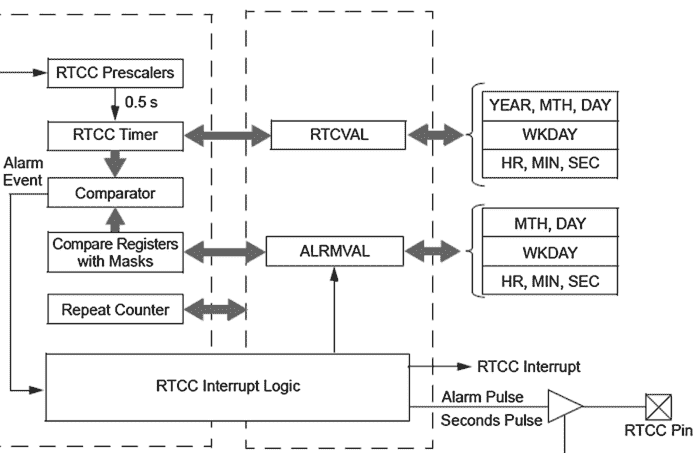 RTCC Prescalers
0.5 s
RTCC Timer
RTCVAL
YEAR, MTH, DAY
WKDAY
HR, MIN, SEC
Alarm
Event
Comparator
Compare Registers
with Masks
ALRMVAL
MTH, DAY
WKDAY
HR, MIN, SEC
Repeat Counter
RTCC Interrupt Logic
RTCC Interrupt
Alarm Pulse
Seconds Pulse
RTCC Pin